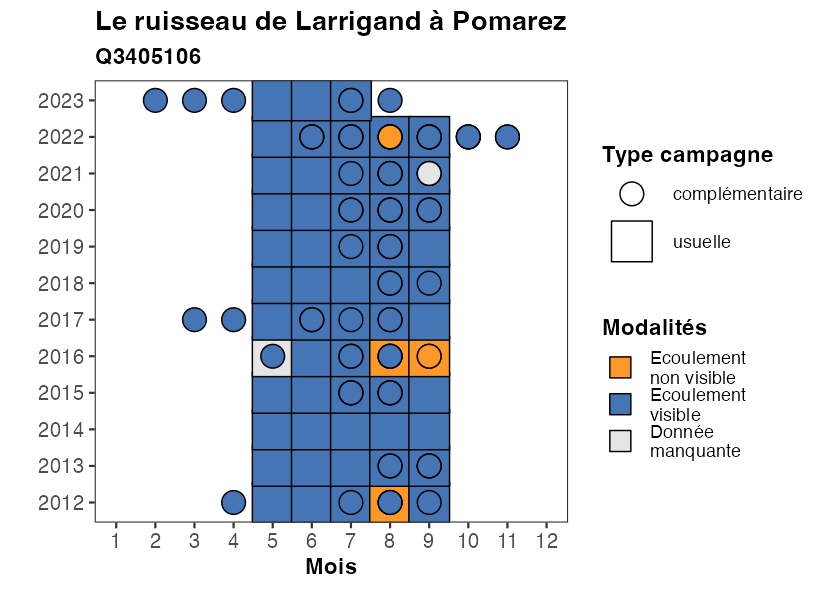 Le ruisseau de Larrigand à Pomarez
Q3405106
2023
2022
2021
2020
2019
2018
2017
2016
2015
2014
2013
2012
1 2 3 4 5 6 7 8 9 10 11 12
Mois
Type campagne
complémentaire
usuelle
Modalités
Ecoulement
non visible
Ecoulement
visible
Donnée
manquante